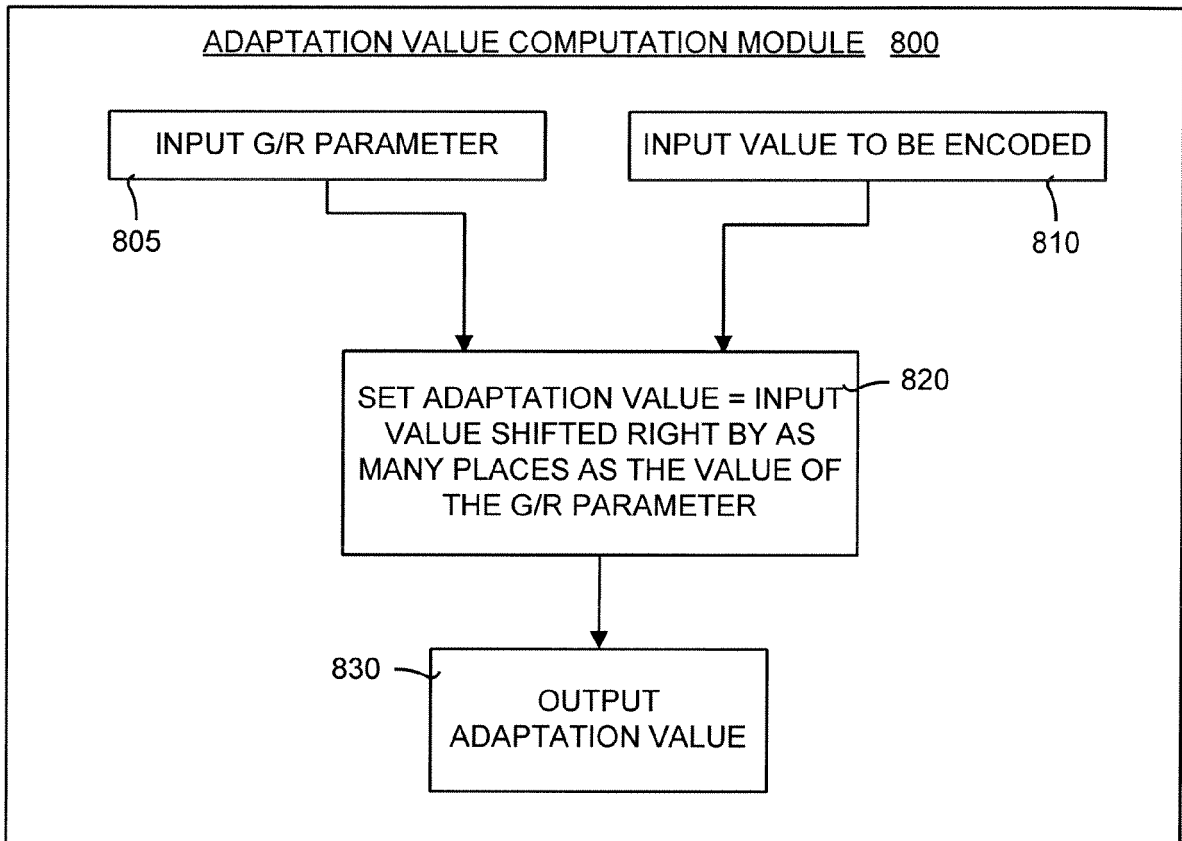 ADAPTATION VALUE COMPUTATION MODULE 800
INPUT G/R PARAMETER
INPUT VALUE TO BE ENCODED
805
810
SET ADAPTATION VALUE = INPUT
VALUE SHIFTED RIGHT BY AS
MANY PLACES AS THE VALUE OF
THE G/R PARAMETER
820
830
OUTPUT
ADAPTATION VALUE